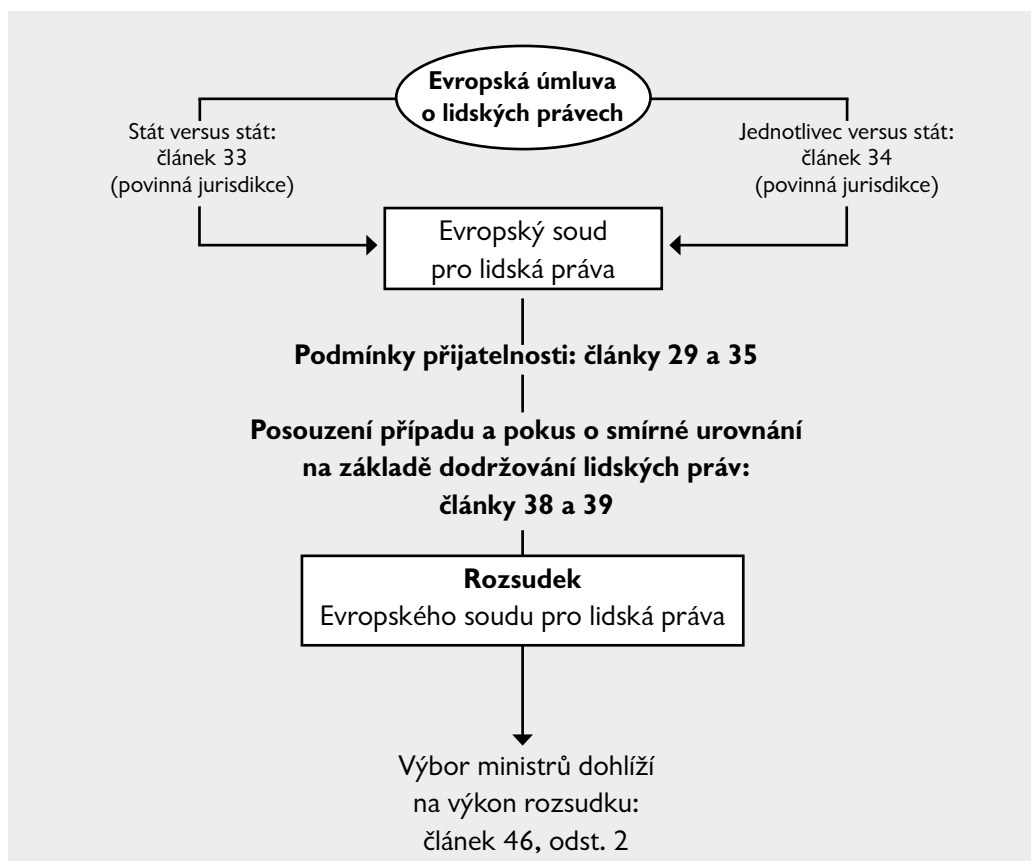 Evropská úmluva
o lidských právech
Stát versus stát:
článek 33
(povinná jurisdikce)
Jednotlivec versus stát:
článek 34
(povinná jurisdikce)
Evropský soud
pro lidská práva
Podmínky přijatelnosti: články 29 a 35
Posouzení případu a pokus o smírné urovnání
na základě dodržování lidských práv:
články 38 a 39
Rozsudek
Evropského soudu pro lidská práva
Výbor ministrů dohlíží
na výkon rozsudku:
článek 46, odst. 2